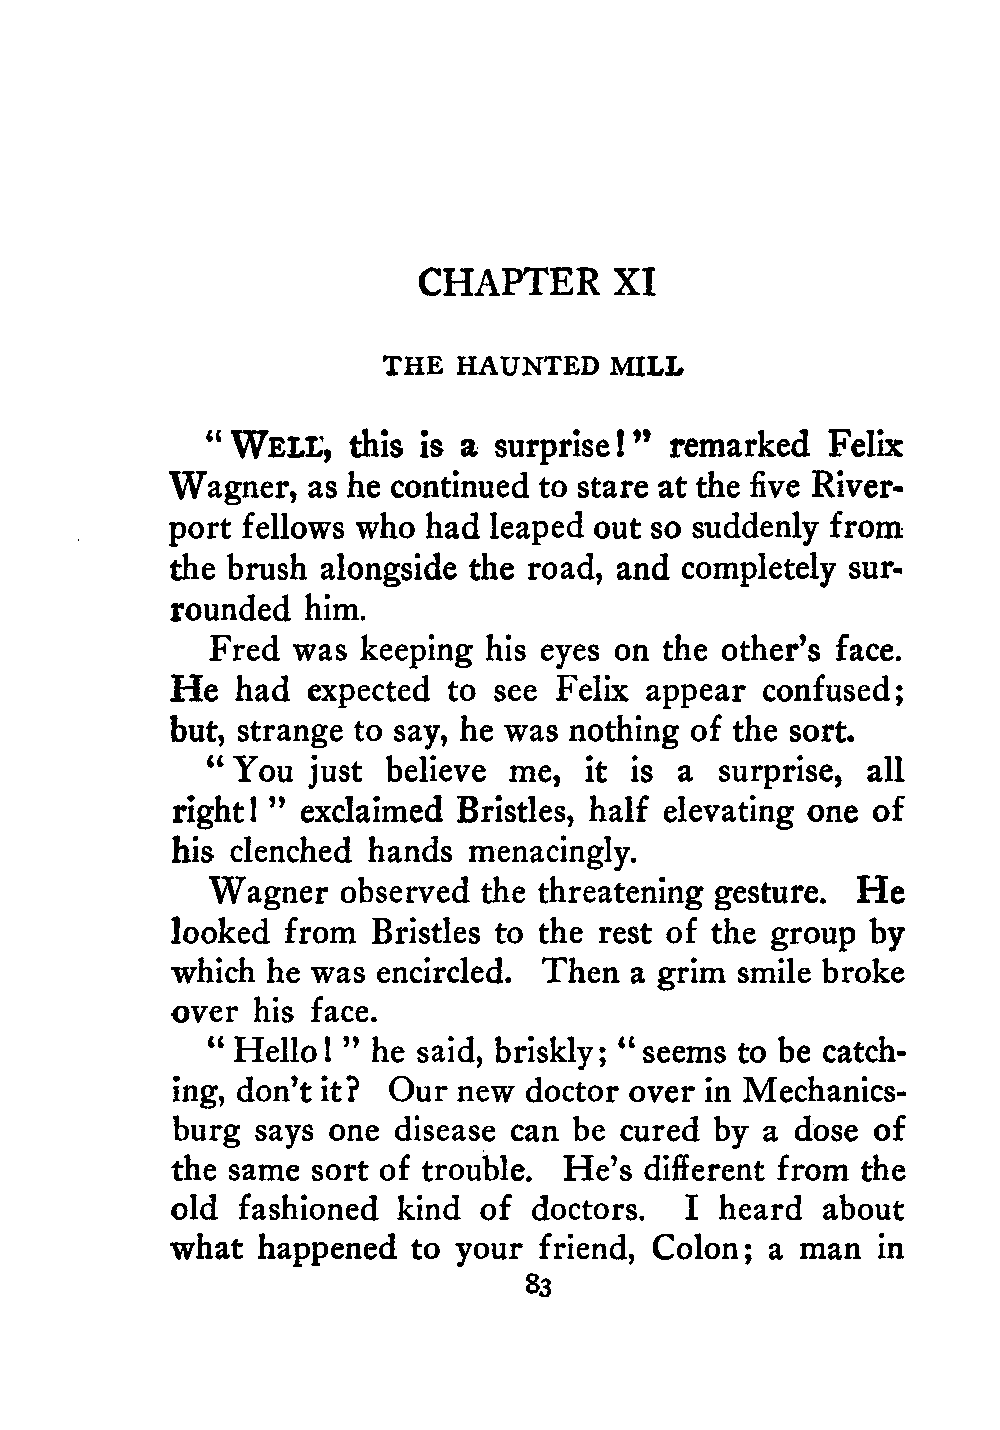 CHAPTER XI
THE HAUNTED MILL
“WELL, this is a surprise!” remarked Felix
Wagner, as he continued to stare at the five River-
port fellows who had leaped out so suddenly from
the brush alongside the road, and completely sur-
rounded him.
Fred was keeping his eyes on the other’s face.
He had expected to see Felix appear confused;
but, strange to say, he was nothing of the sort.
“You just believe me, it is a surprise, all
right!” exclaimed Bristles, half elevating one of
his clenched hands menacingly.
Wagner observed the threatening gesture. He
looked from Bristles to the rest of the group by
which he was encircled. Then a grim smile broke
over his face.
“Hello!” he said, briskly; “seems to be catch-
ing, don’t it? Our new doctor over in Mechanics-
burg says one disease can be cured by a dose of
the same sort of trouble. He’s different from the
old fashioned kind of doctors. I heard about
what happened to your friend, Colon; a man in
83